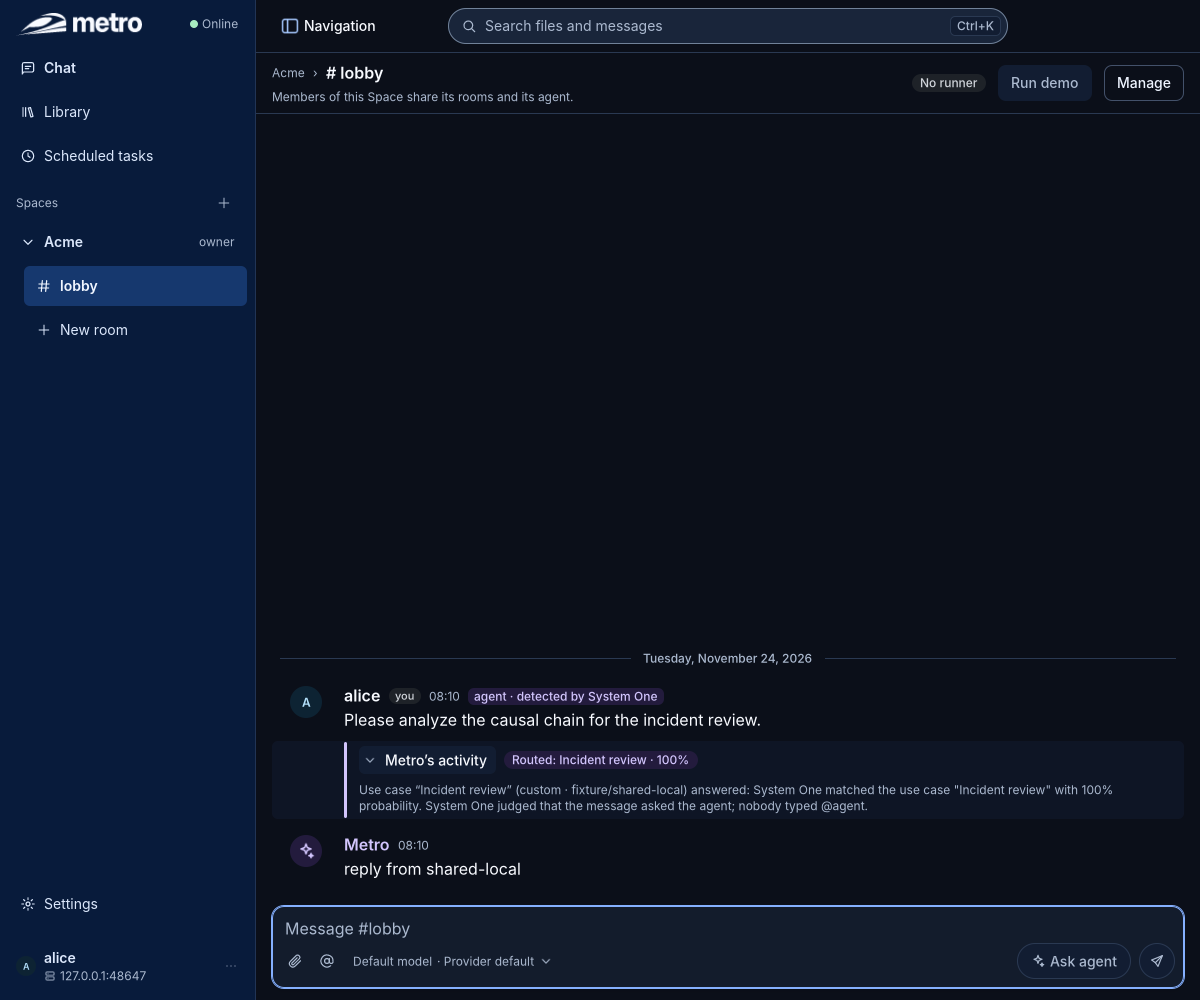 metro
Online
Chat
Library
Scheduled tasks
Spaces
Acme
owner
# lobby
New room
Settings
A
alice
127.0.0.1:48647
Navigation
Search files and messages
Ctrl+K
Acme › # lobby
Members of this Space share its rooms and its agent.
No runner
Run demo
Manage
Tuesday, November 24, 2026
A
alice you 08:10 agent · detected by System One
Please analyze the causal chain for the incident review.
Metro’s activity Routed: Incident review · 100%
Use case “Incident review” (custom · fixture/shared-local) answered: System One matched the use case "Incident review" with 100%
probability. System One judged that the message asked the agent; nobody typed @agent.
Metro 08:10
reply from shared-local
Message #lobby
Default model · Provider default
Ask agent